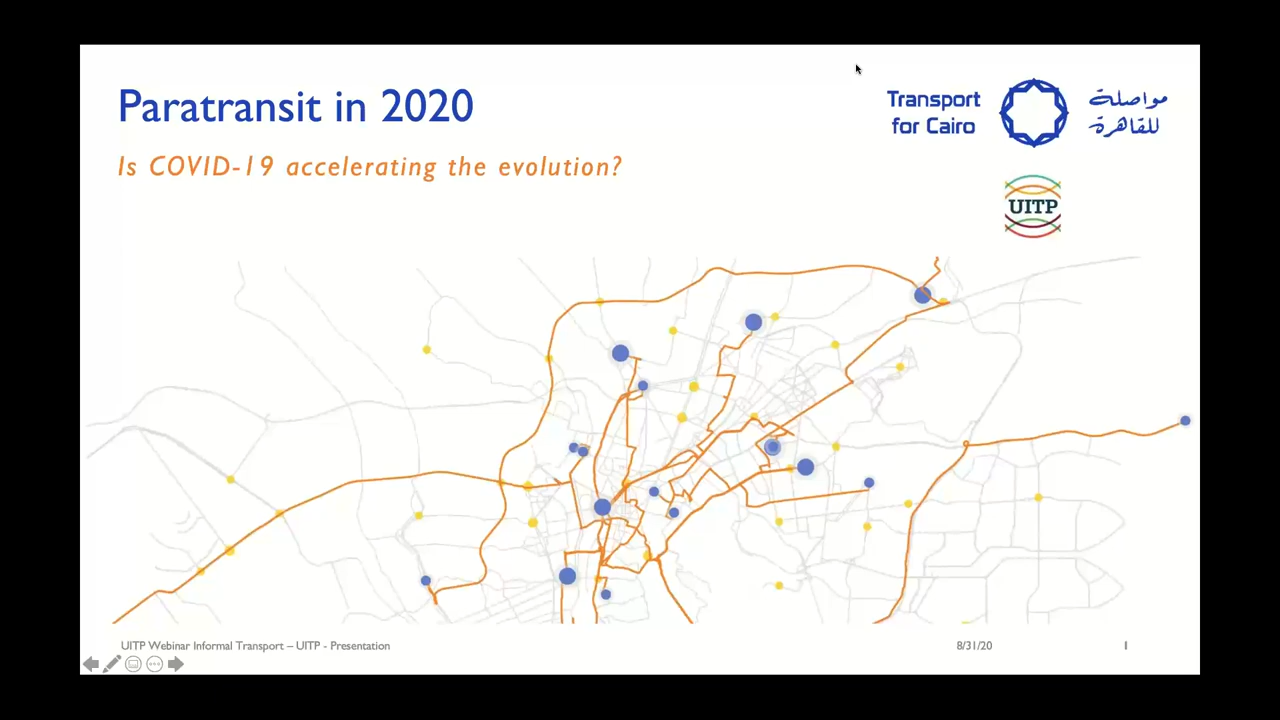 Paratransit in 2020
Is COVID-19 accelerating the evolution?
Transport
for Cairo
مواصلة
للقاهرة
UITP
UITP Webinar Informal Transport – UITP - Presentation
8/31/20
1